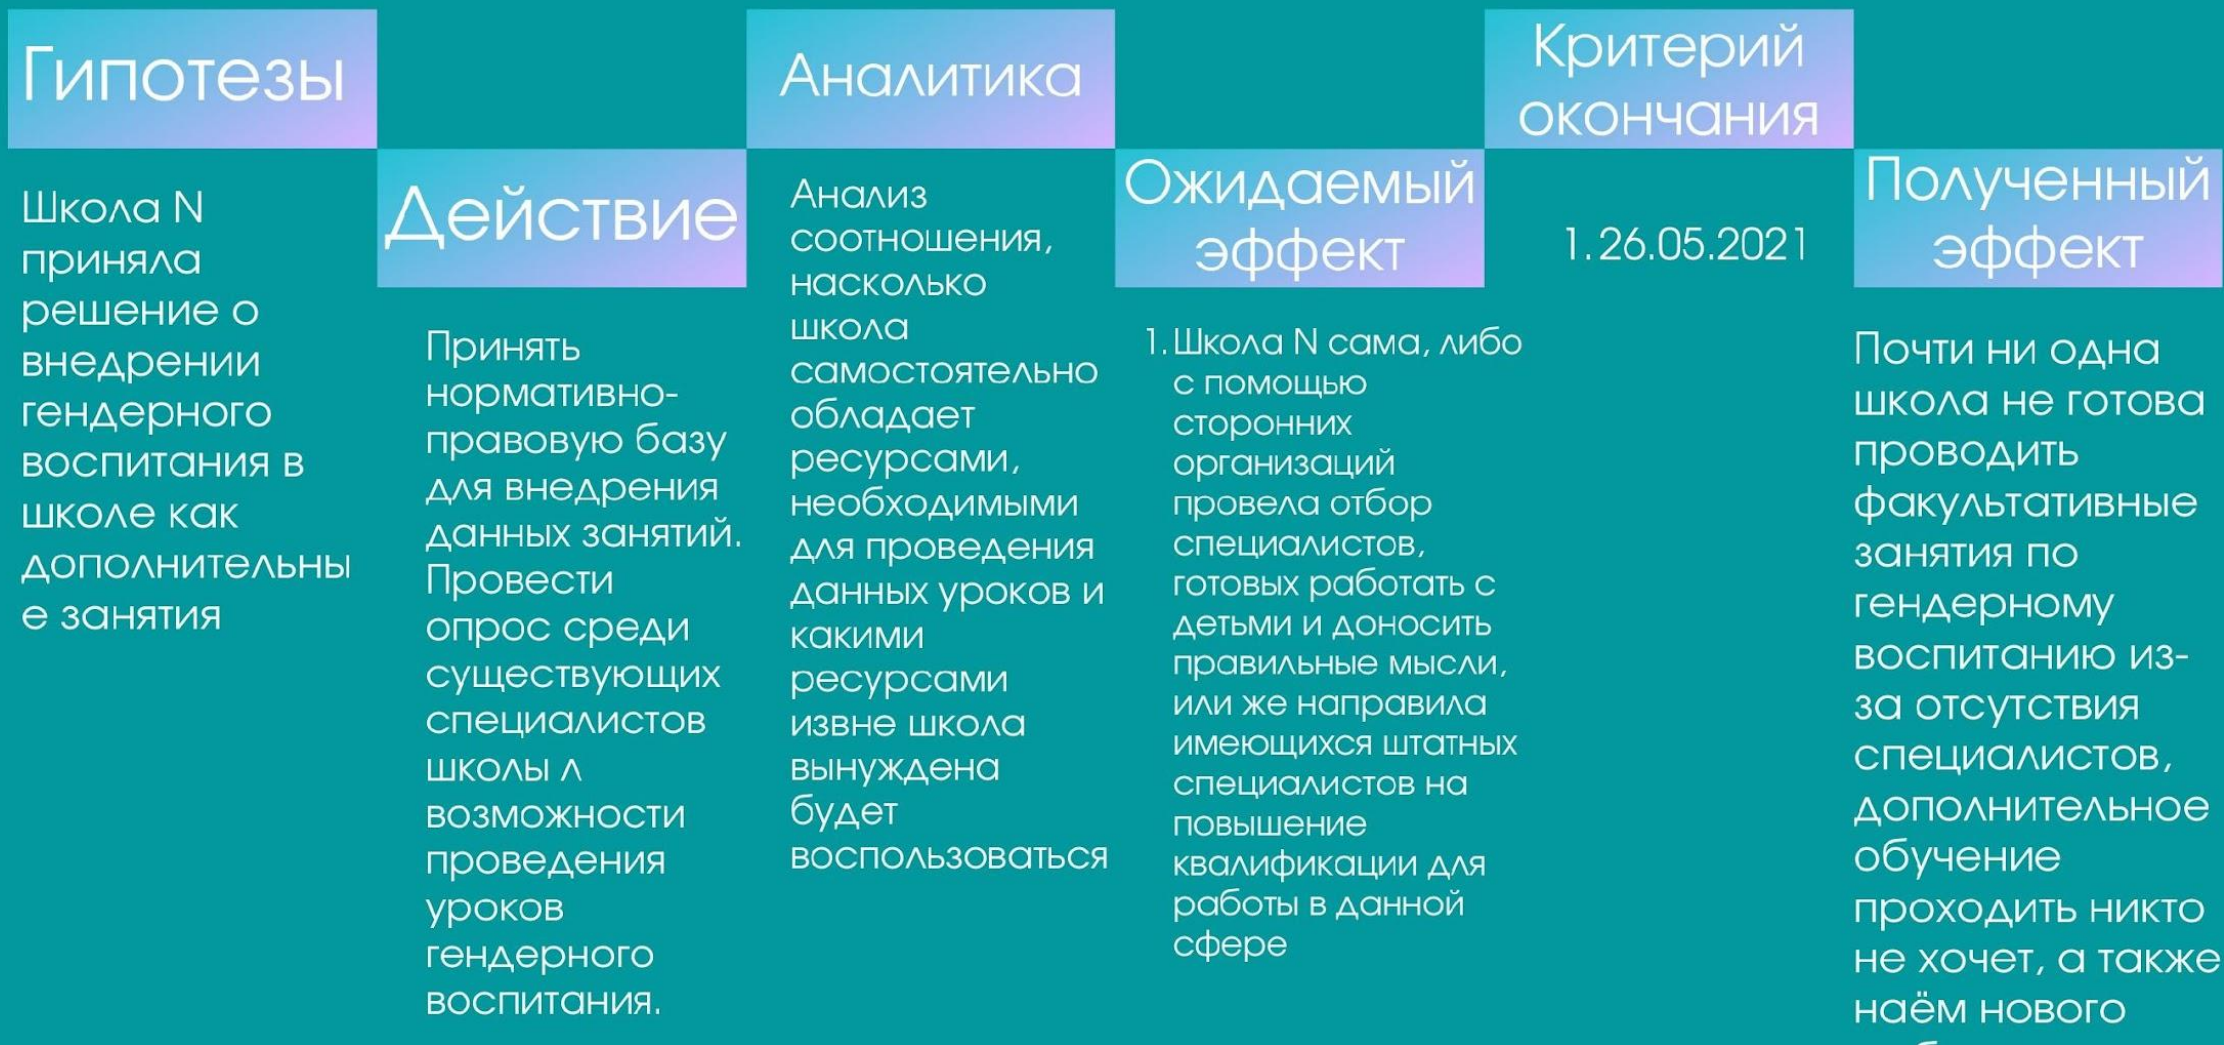 Гипотезы
Школа N
приняла
решение о
внедрении
гендерного
воспитания в
школе как
дополнительны
е занятия
Действие
Принять
нормативно-
правовую базу
для внедрения
данных занятий.
Провести
опрос среди
существующих
специалистов
школы л
возможности
проведения
уроков
гендерного
воспитания.
Аналитика
Анализ
соотношения,
насколько
школа
самостоятельно
обладает
ресурсами,
необходимыми
для проведения
данных уроков и
какими
ресурсами
извне школа
вынуждена
будет
воспользоваться
Ожидаемый
эффект
1. Школа N сама, либо
с помощью
сторонних
организаций
провела отбор
специалистов,
готовых работать с
детьми и доносить
правильные мысли,
или же направила
имеющихся штатных
специалистов на
повышение
квалификации для
работы в данной
сфере
Критерий
окончания
1. 26.05.2021
Полученный
эффект
Почти ни одна
школа не готова
проводить
факультативные
занятия по
гендерному
воспитанию из-
за отсутствия
специалистов,
дополнительное
обучение
проходить никто
не хочет, а также
наём нового